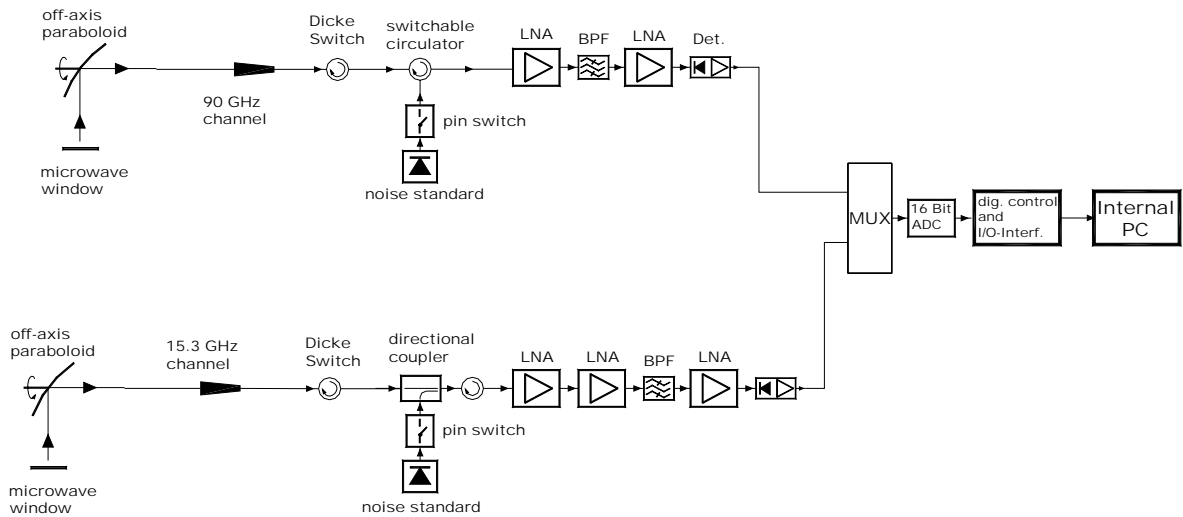 off-axis
paraboloid
Dicke
Switch
switchable
circulator
LNA
BPF
LNA
Det.
90 GHz
channel
pin switch
microwave
window
noise standard
MUX
16 Bit
ADC
dig. control
and
I/O-Interf.
Internal
PC
off-axis
paraboloid
15.3 GHz
channel
Dicke
Switch
directional
coupler
LNA
LNA
BPF
LNA
pin switch
microwave
window
noise standard